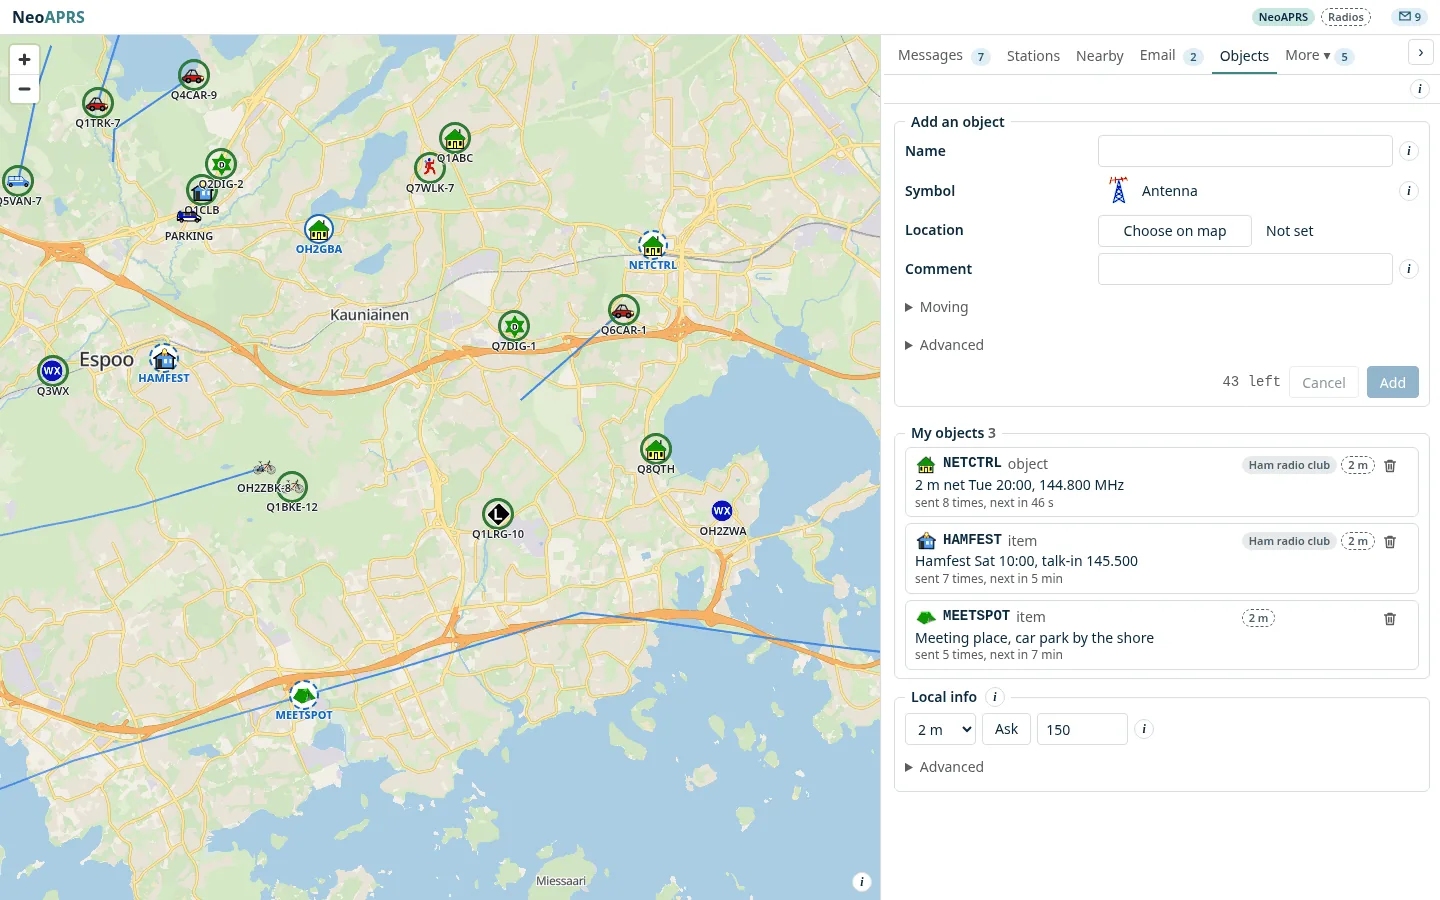 NeoAPRS
NeoAPRS
Radios
9
+
−
Q4CAR-9
Q1TRK-7
Q1ABC
Q7WLK-7
Q2DIG-2
D
Q5VAN-7
Q1CLB
PARKING
OH2GBA
NETCTRL
Kauniainen
Q6CAR-1
D
Q7DIG-1
Espoo
HAMFEST
WX
Q3WX
Q8QTH
OH2ZBK-8
Q1BKE-12
L
Q1LRG-10
WX
OH2ZWA
MEETSPOT
Miessaari
i
Messages 7
Stations
Nearby
Email 2
Objects
More ▾ 5
›
i
Add an object
Name
i
Symbol
Antenna
i
Location
Choose on map
Not set
Comment
i
▶ Moving
▶ Advanced
43 left
Cancel
Add
My objects 3
NETCTRL object
Ham radio club
2 m
2 m net Tue 20:00, 144.800 MHz
sent 8 times, next in 46 s
HAMFEST item
Ham radio club
2 m
Hamfest Sat 10:00, talk-in 145.500
sent 7 times, next in 5 min
MEETSPOT item
2 m
Meeting place, car park by the shore
sent 5 times, next in 7 min
Local info i
2 m
Ask
150
i
▶ Advanced